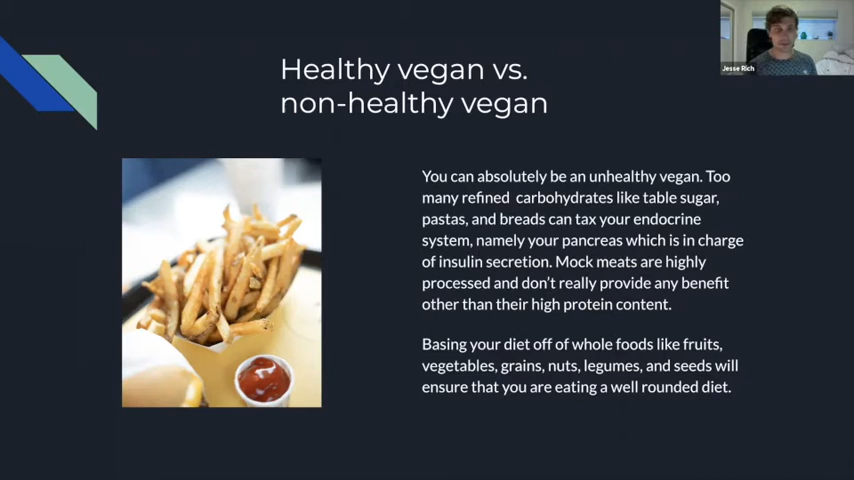 Healthy vegan vs.
non-healthy vegan
Jesse Rich
You can absolutely be an unhealthy vegan. Too
many refined carbohydrates like table sugar,
pastas, and breads can tax your endocrine
system, namely your pancreas which is in charge
of insulin secretion. Mock meats are highly
processed and don't really provide any benefit
other than their high protein content.
Basing your diet off of whole foods like fruits,
vegetables, grains, nuts, legumes, and seeds will
ensure that you are eating a well rounded diet.